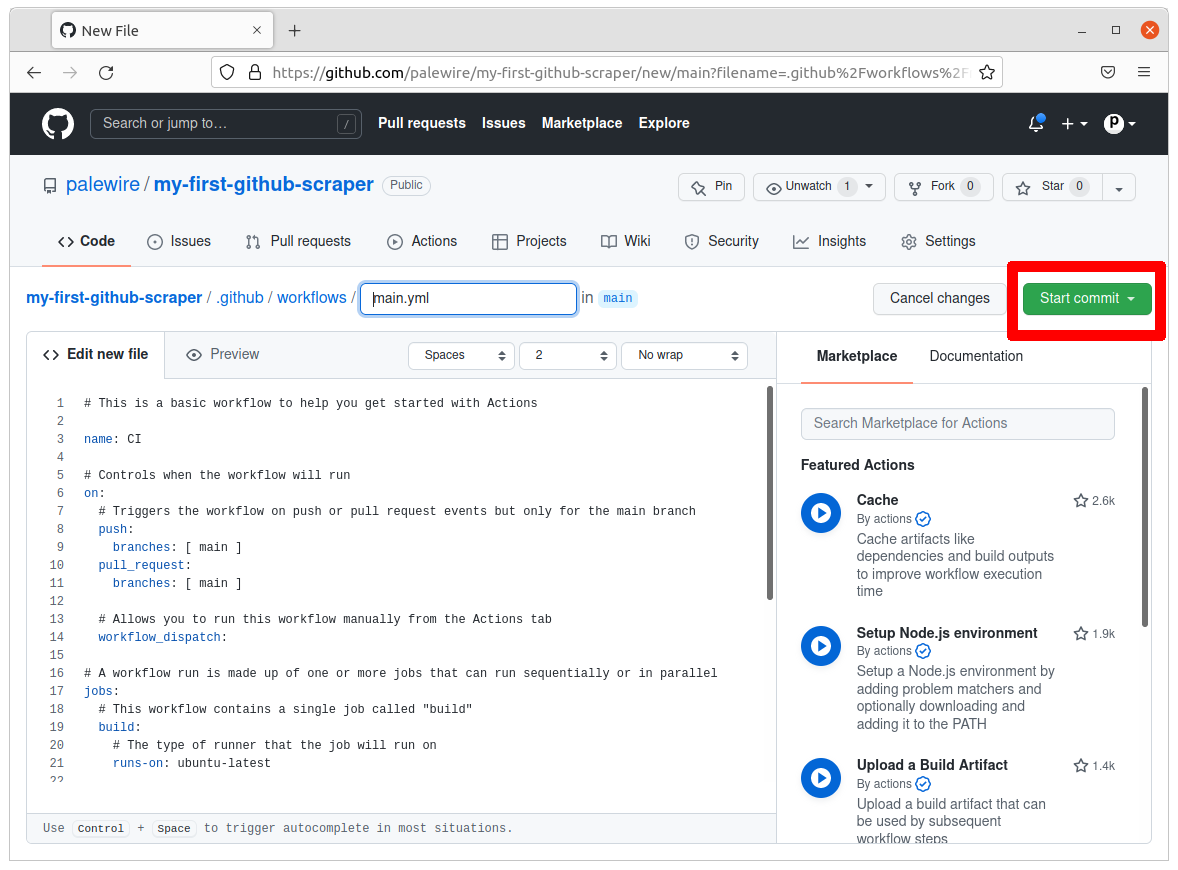 New File
https://github.com/palewire/my-first-github-scraper/new/main?filename=.github%2Fworkflows%2F
Search or jump to… / Pull requests Issues Marketplace Explore
palewire / my-first-github-scraper Public
Pin Unwatch 1 Fork 0 Star 0
Code Issues Pull requests Actions Projects Wiki Security Insights Settings
my-first-github-scraper / .github / workflows / main.yml in main Cancel changes Start commit
Edit new file Preview Spaces 2 No wrap
1 # This is a basic workflow to help you get started with Actions
2
3 name: CI
4
5 # Controls when the workflow will run
6 on:
7 # Triggers the workflow on push or pull request events but only for the main branch
8 push:
9 branches: [ main ]
10 pull_request:
11 branches: [ main ]
12
13 # Allows you to run this workflow manually from the Actions tab
14 workflow_dispatch:
15
16 # A workflow run is made up of one or more jobs that can run sequentially or in parallel
17 jobs:
18 # This workflow contains a single job called "build"
19 build:
20 # The type of runner that the job will run on
21 runs-on: ubuntu-latest
22
Use Control + Space to trigger autocomplete in most situations.
Marketplace Documentation
Search Marketplace for Actions
Featured Actions
Cache 2.6k
By actions
Cache artifacts like
dependencies and build outputs
to improve workflow execution
time
Setup Node.js environment 1.9k
By actions
Setup a Node.js environment by
adding problem matchers and
optionally downloading and
adding it to the PATH
Upload a Build Artifact 1.4k
By actions
Upload a build artifact that can
be used by subsequent
workflow steps